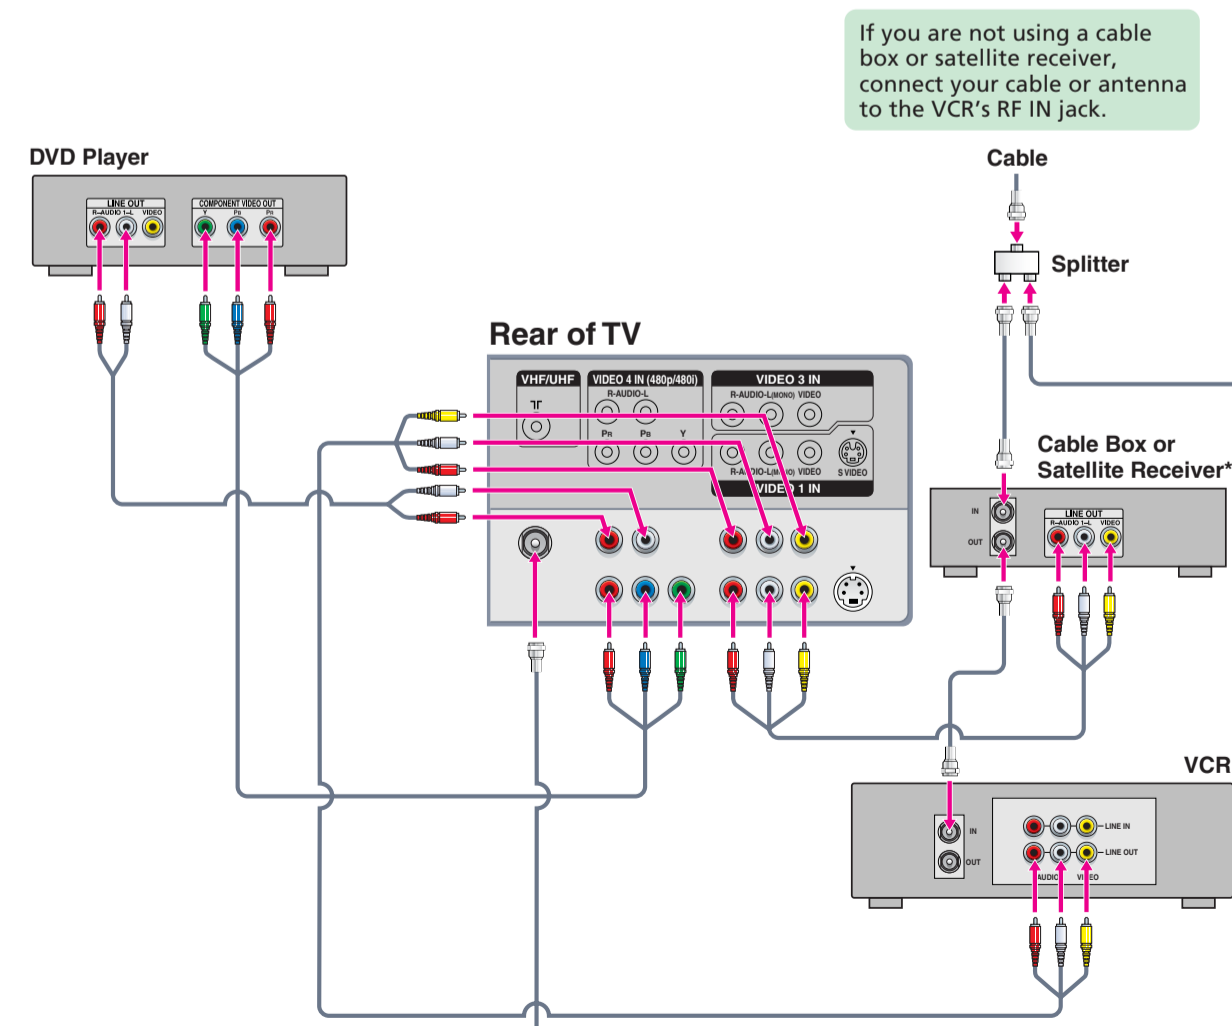 If you are not using a cable
box or satellite receiver,
connect your cable or antenna
to the VCR's RF IN jack.
DVD Player
LINE OUT
R–AUDIO 1–L VIDEO
COMPONENT VIDEO OUT
Y PB PR
Cable
Splitter
Rear of TV
VHF/UHF
VIDEO 4 IN (480p/480i)
R-AUDIO-L
PR PB Y
VIDEO 3 IN
R-AUDIO-L(MONO) VIDEO
R-AUDIO-L(MONO) VIDEO
S VIDEO
VIDEO 1 IN
Cable Box or
Satellite Receiver*
IN
OUT
LINE OUT
R–AUDIO 1–L VIDEO
VCR
IN
OUT
LINE IN
LINE OUT
AUDIO VIDEO